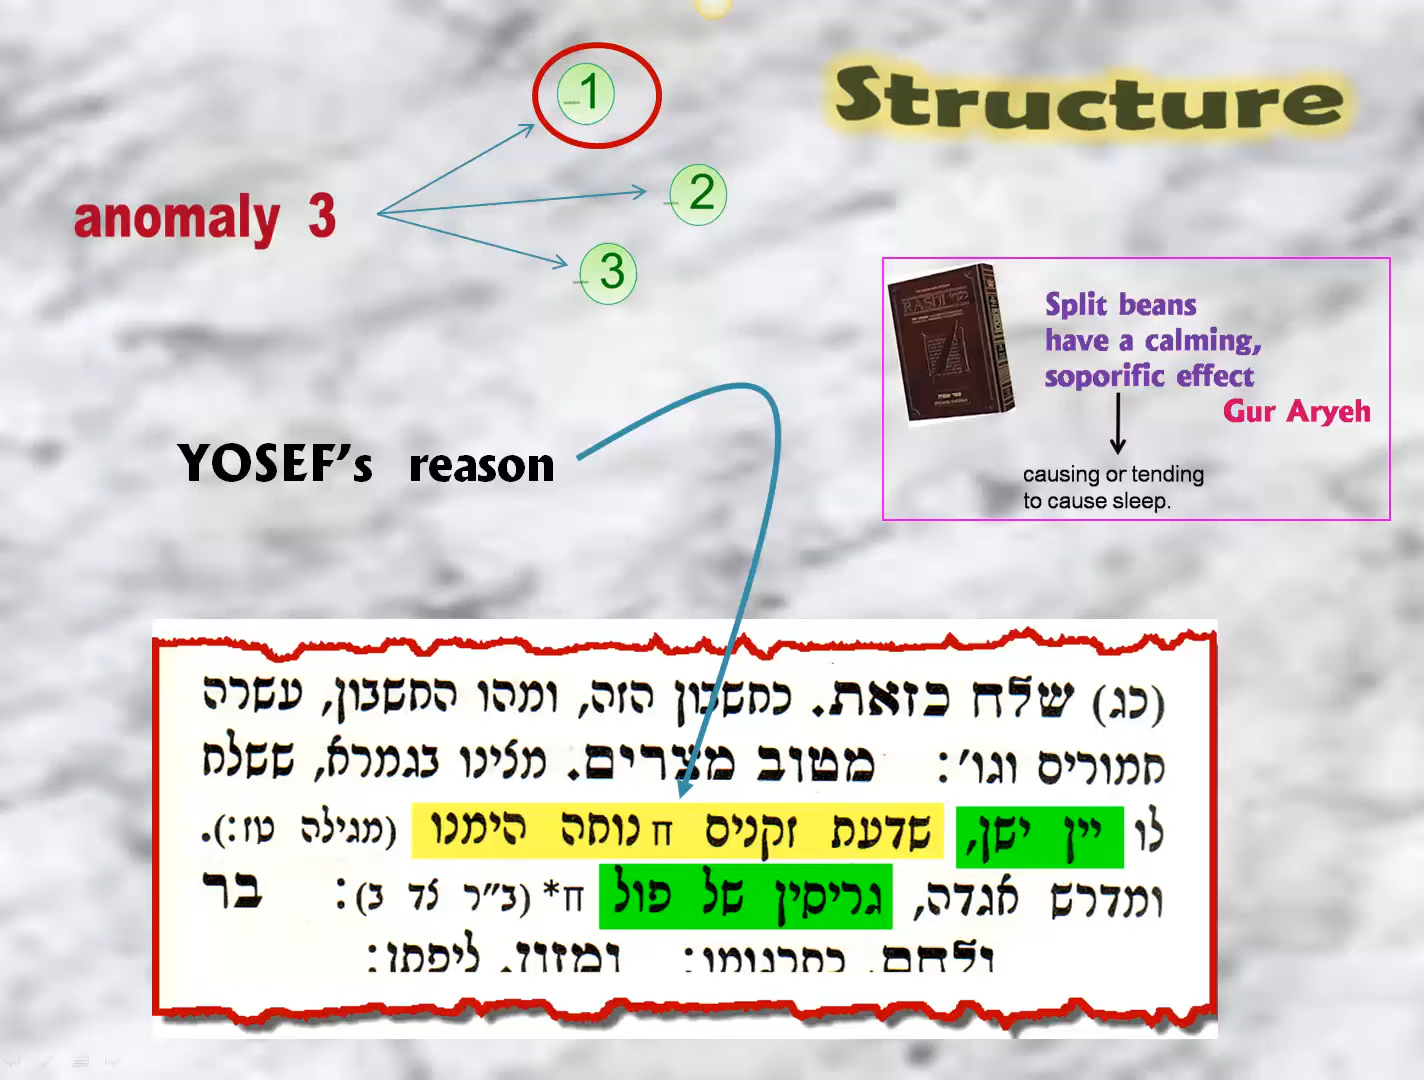 Structure
1
2
3
anomaly 3
RASHI
Split beans
have a calming,
soporific effect
Gur Aryeh
causing or tending
to cause sleep.
YOSEF's reason
(כג) שלח כזאת. כחשבון הזה, ומהו החשבון, עשרה
חמורים וגו': מטוב מצרים. מצינו בגמרא, ששלח
לו יין ישן, שדעת זקנים ח נוחה הימנו (מגילה טז:).
ומדרש אגדה, גריסין של פול ח* (ב"ר צד ב): בר
ולחם. כתרגומו: ומזון. ליפתן: